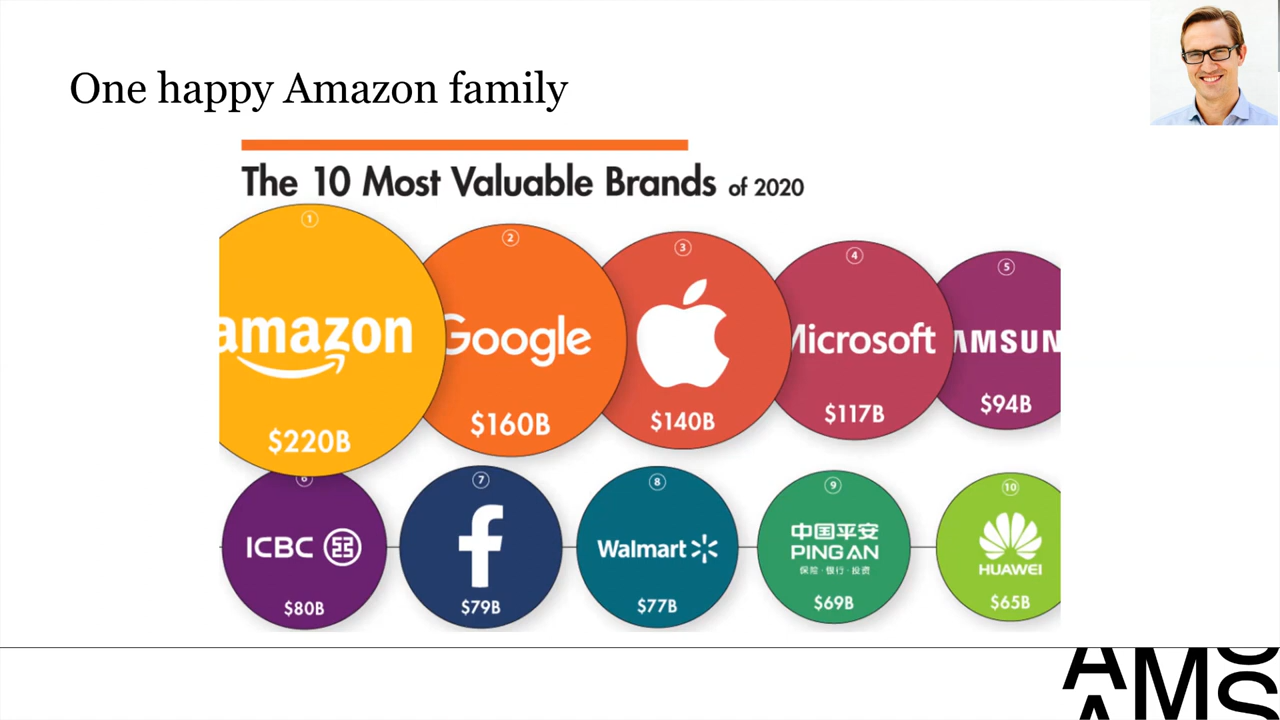 One happy Amazon family
The 10 Most Valuable Brands of 2020
1
2
3
4
5
amazon
Google
Microsoft
AMSUN
$220B
$160B
$140B
$117B
$94B
6
7
8
9
10
ICBC
f
Walmart
中国平安
PING AN
保险·银行·投资
HUAWEI
$80B
$79B
$77B
$69B
$65B
AMS